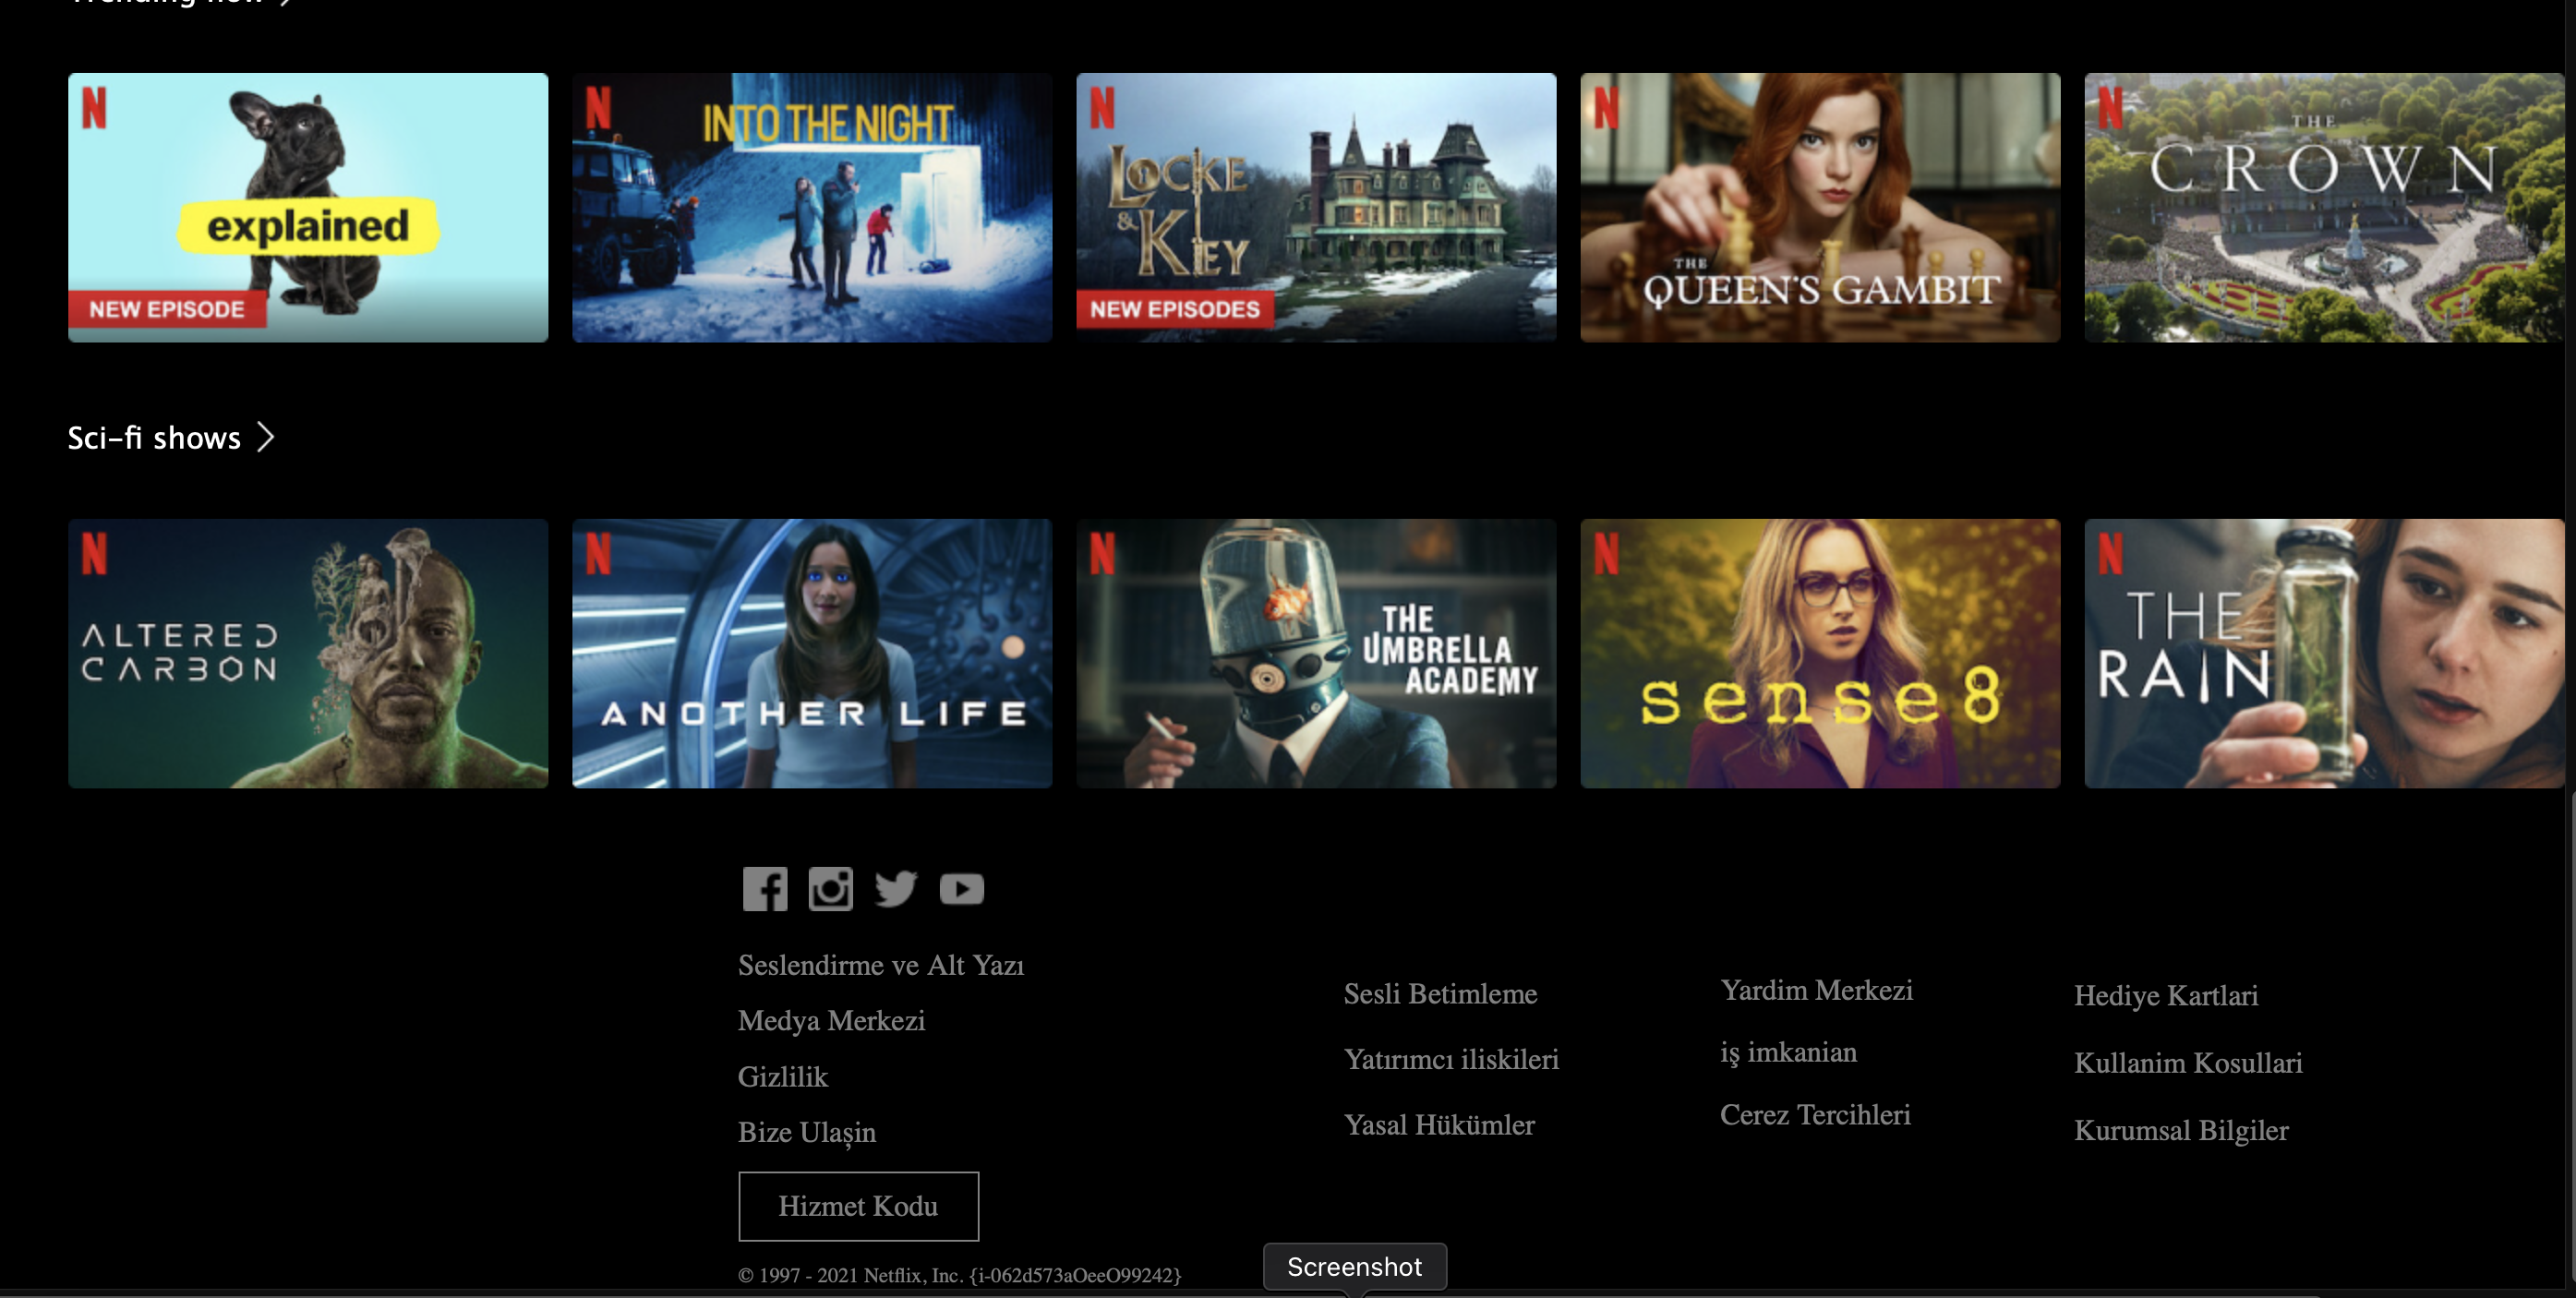 Trending now
explained
NEW EPISODE
INTO THE NIGHT
LOCKE
& KEY
NEW EPISODES
THE
QUEEN'S GAMBIT
THE
CROWN
Sci-fi shows
ALTERED
CARBON
ANOTHER LIFE
THE
UMBRELLA
ACADEMY
sense8
THE
RAIN
Seslendirme ve Alt Yazı
Medya Merkezi
Gizlilik
Bize Ulaşin
Hizmet Kodu
© 1997 - 2021 Netflix, Inc. {i-062d573aOeeO99242}
Sesli Betimleme
Yatırımcı iliskileri
Yasal Hükümler
Yardim Merkezi
iş imkanian
Cerez Tercihleri
Hediye Kartlari
Kullanim Kosullari
Kurumsal Bilgiler
Screenshot